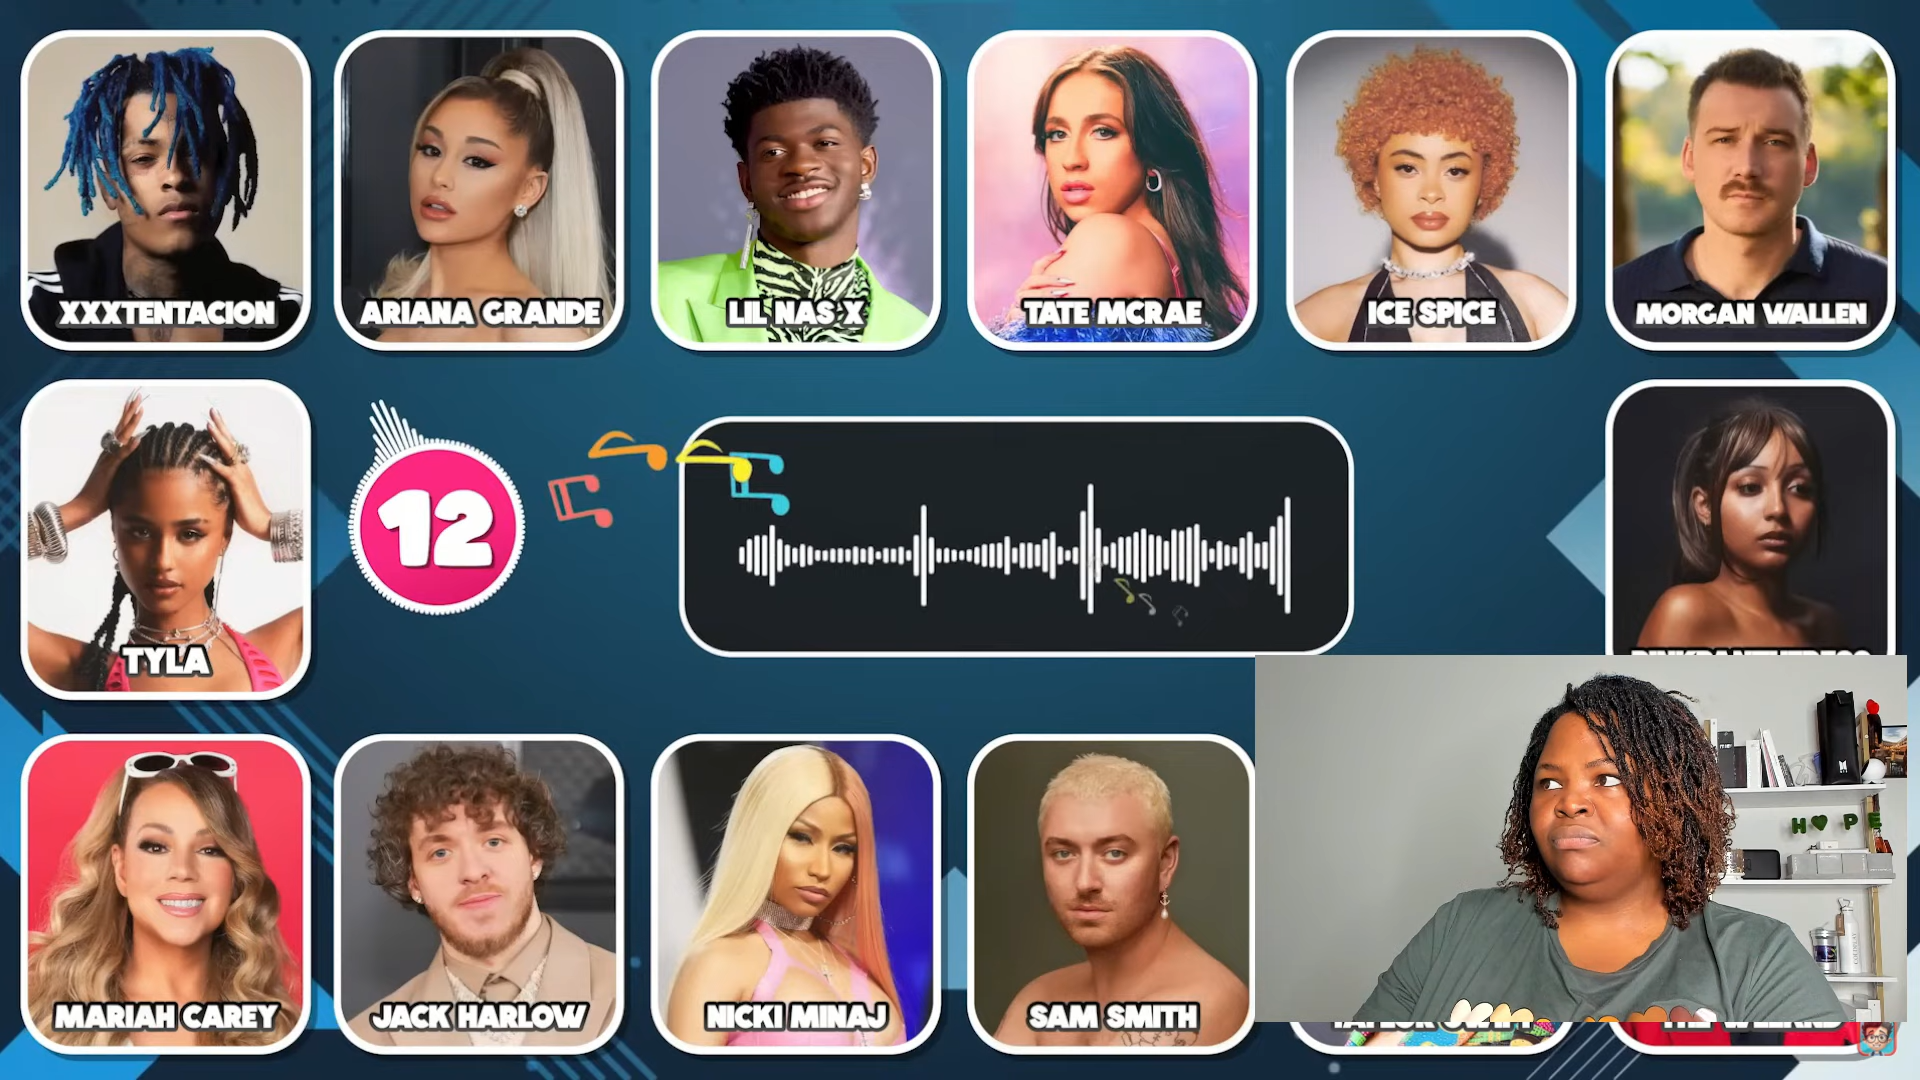 XXXTENTACION
ARIANA GRANDE
LIL NAS X
TATE MCRAE
ICE SPICE
MORGAN WALLEN
TYLA
12
HOPE
MARIAH CAREY
JACK HARLOW
NICKI MINAJ
SAM SMITH